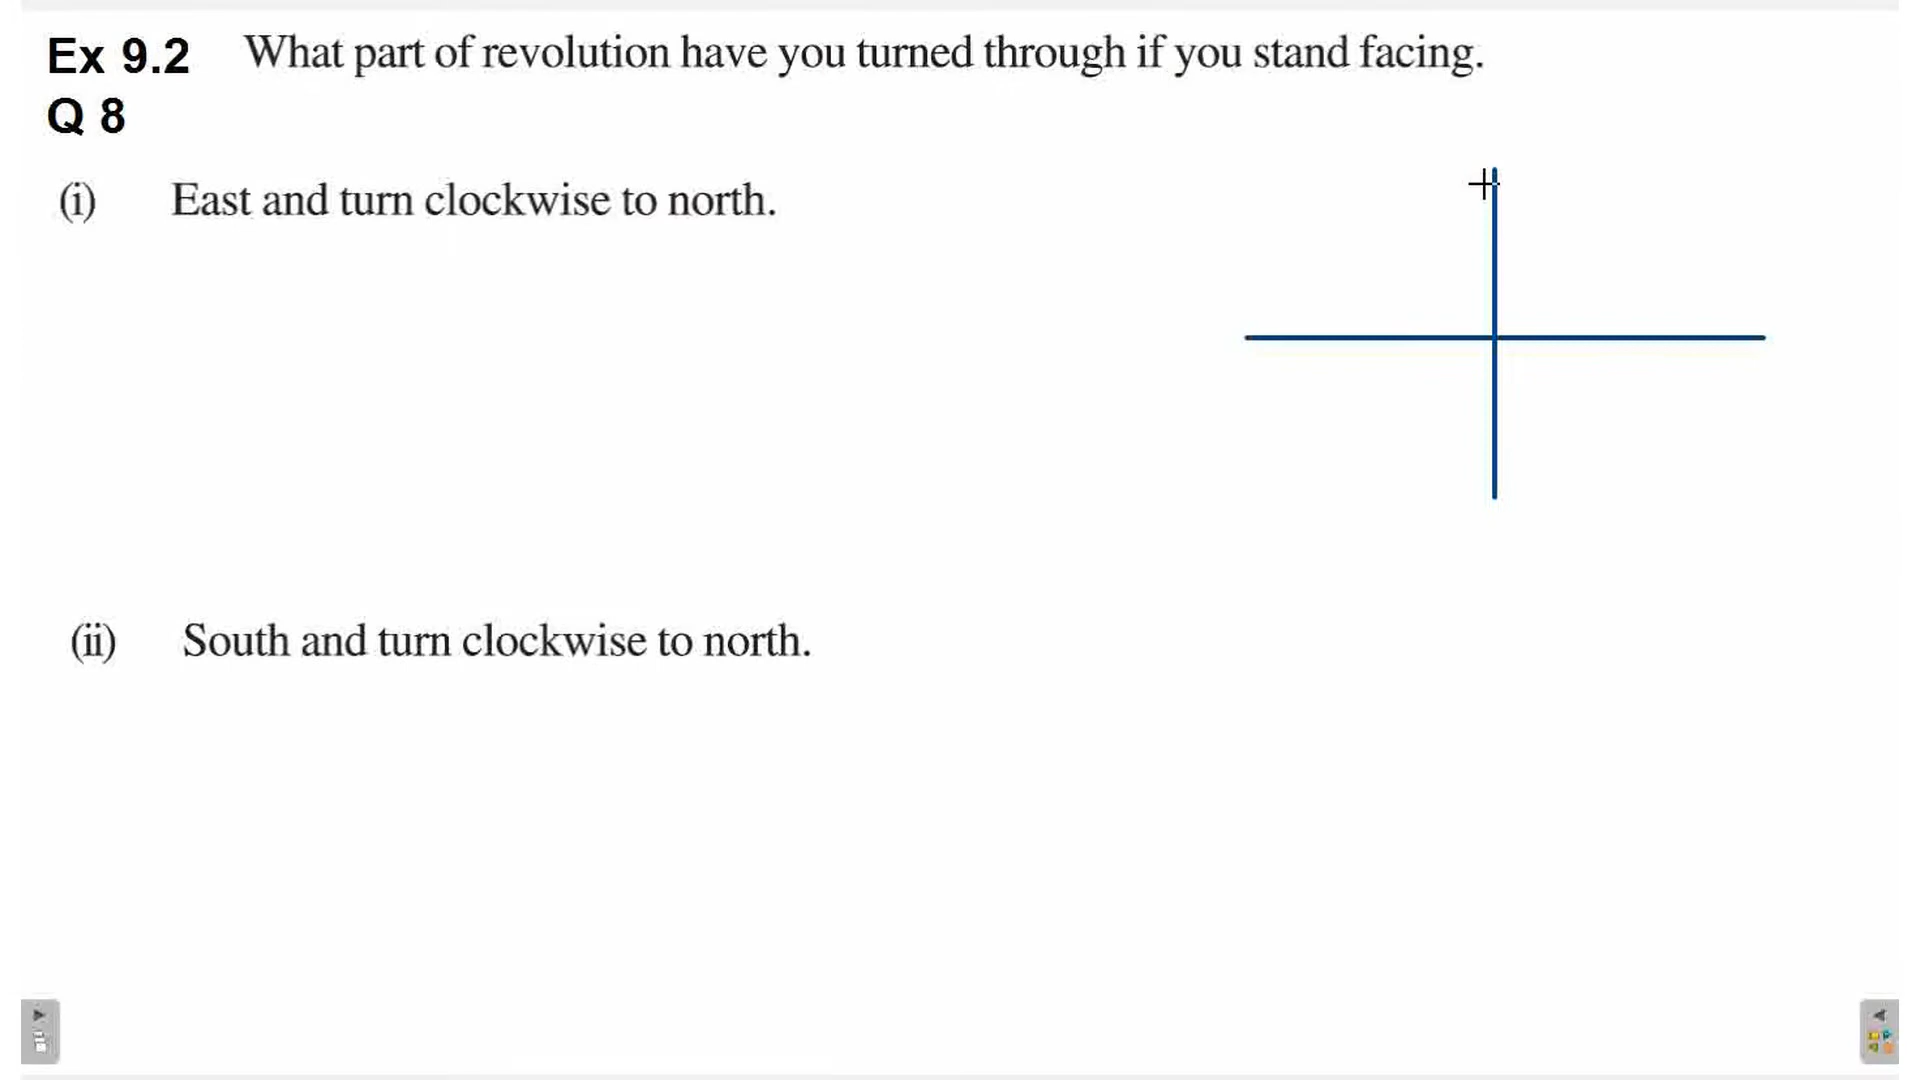 Ex 9.2 What part of revolution have you turned through if you stand facing.
Q 8
(i) East and turn clockwise to north.
(ii) South and turn clockwise to north.